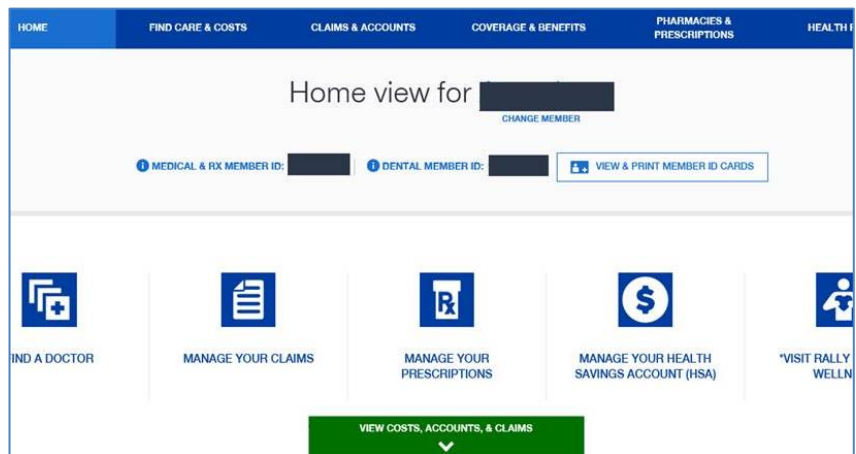 HOME FIND CARE & COSTS CLAIMS & ACCOUNTS COVERAGE & BENEFITS PHARMACIES & PRESCRIPTIONS HEALTH
Home view for
CHANGE MEMBER
MEDICAL & RX MEMBER ID: DENTAL MEMBER ID: VIEW & PRINT MEMBER ID CARDS
Rx
$
IND A DOCTOR
MANAGE YOUR CLAIMS
MANAGE YOUR
PRESCRIPTIONS
MANAGE YOUR HEALTH
SAVINGS ACCOUNT (HSA)
*VISIT RALLY
WELLN
VIEW COSTS, ACCOUNTS, & CLAIMS